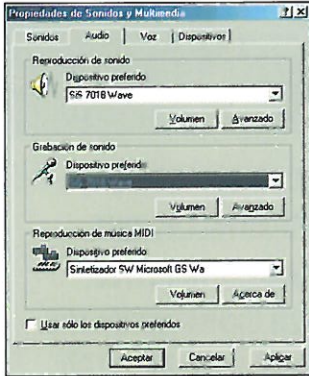 Propiedades de Sonidos y Multimedia
Sonidos Audio Voz Dispositivos
Reproducción de sonido
Dispositivo preferido
SiS 7018 Wave
Volumen Avanzado
Grabación de sonido
Dispositivo preferido
Volumen Avanzado
Reproducción de música MIDI
Dispositivo preferido
Sintetizador SW Microsoft GS Wa
Volumen Acerca de
Usar sólo los dispositivos preferidos
Aceptar Cancelar Aplicar